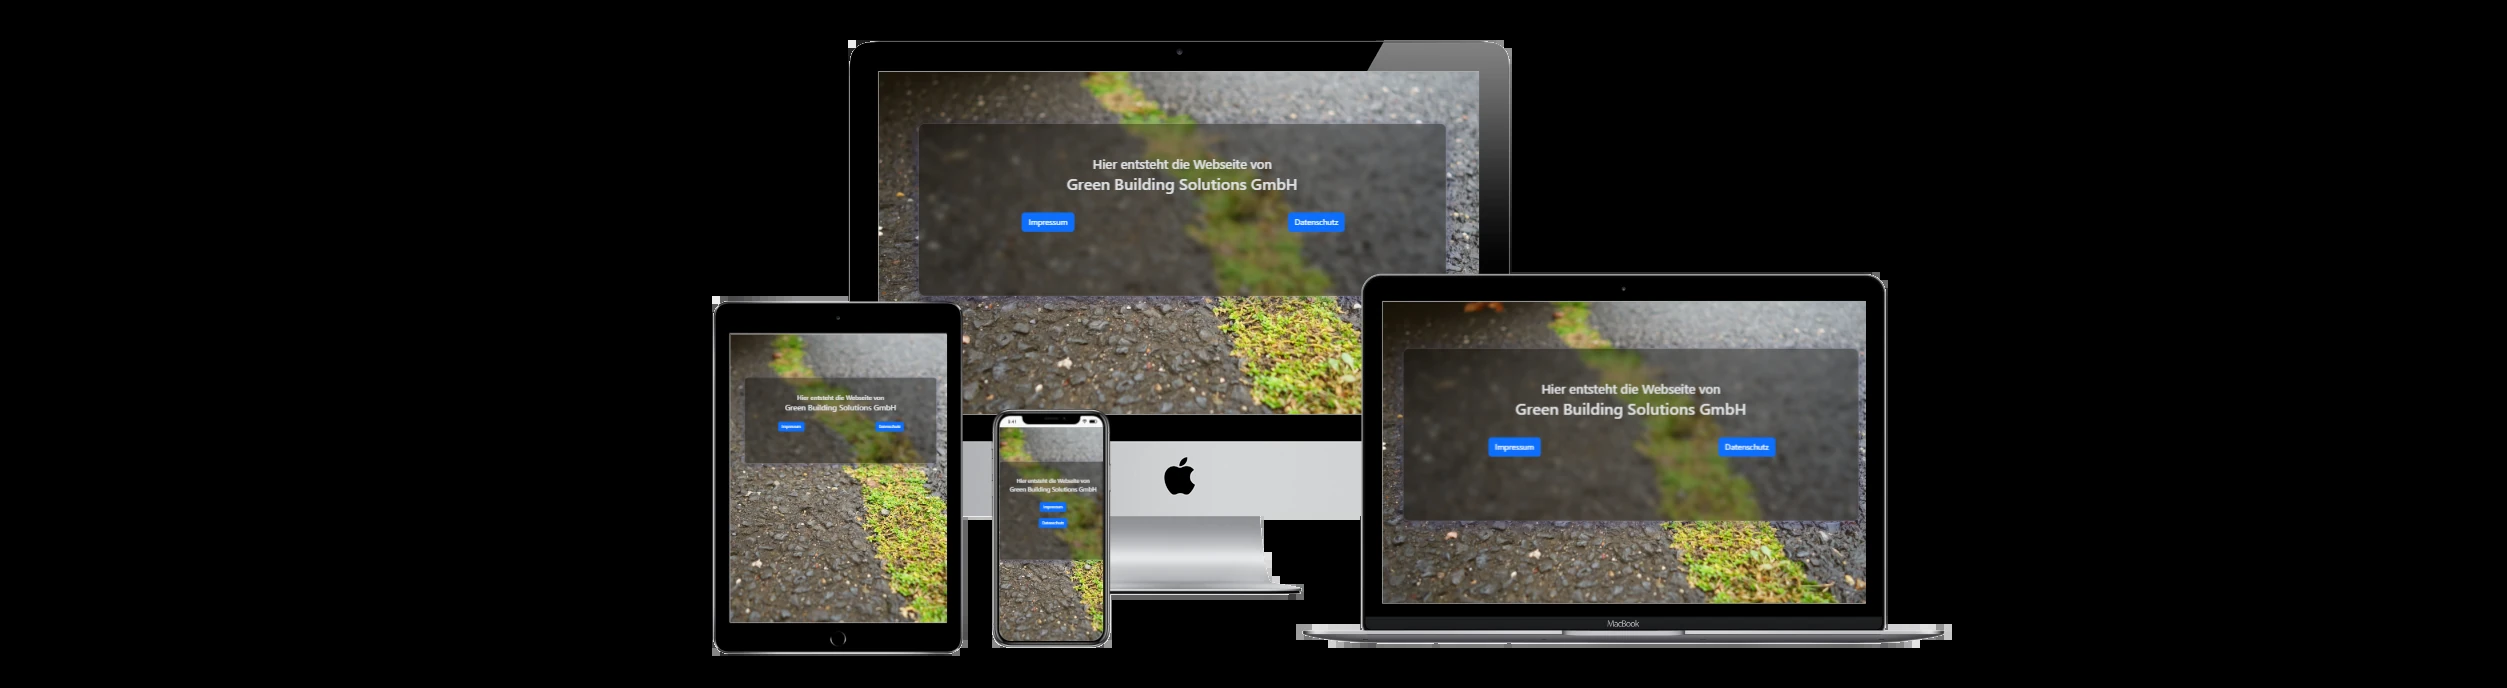 Hier entsteht die Webseite von
Green Building Solutions GmbH
Impressum
Datenschutz
Hier entsteht die Webseite von
Green Building Solutions GmbH
Impressum
Datenschutz
Hier entsteht die Webseite von
Green Building Solutions GmbH
Impressum
Datenschutz
9:41
Hier entsteht die Webseite von
Green Building Solutions GmbH
Impressum
Datenschutz
MacBook